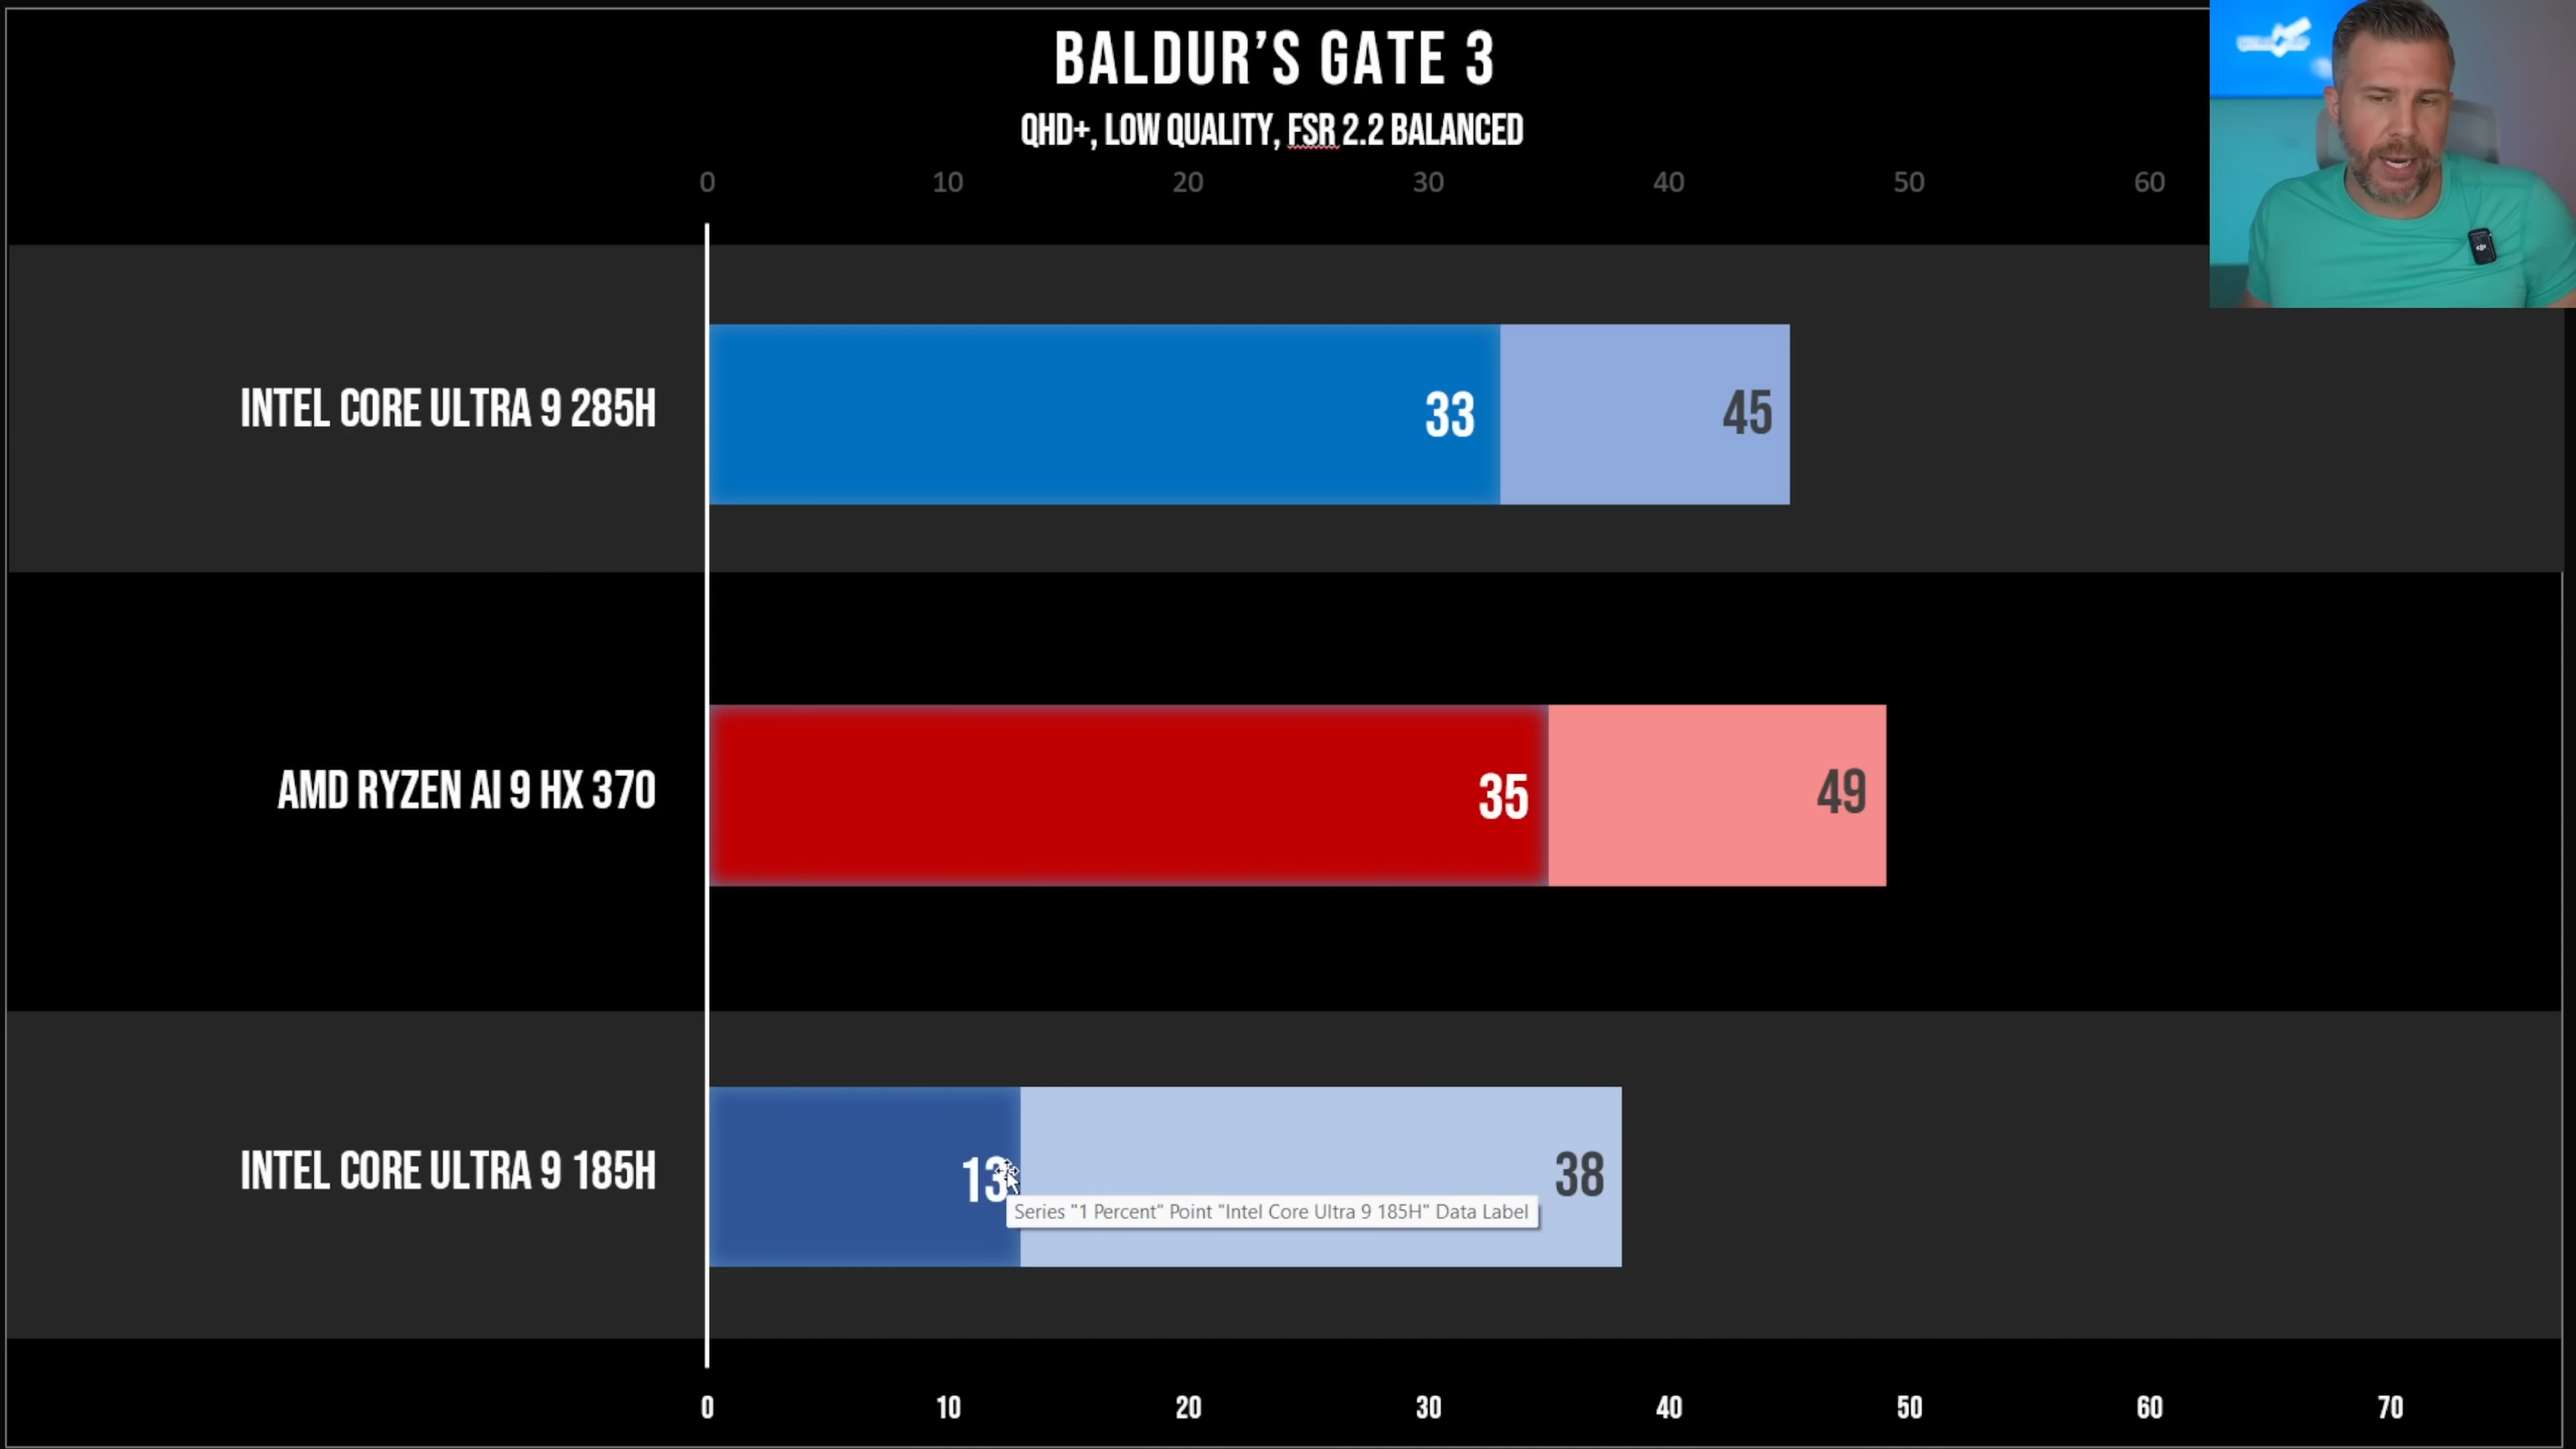 BALDUR'S GATE 3
QHD+, LOW QUALITY, FSR 2.2 BALANCED
0 10 20 30 40 50 60
INTEL CORE ULTRA 9 285H 33 45
AMD RYZEN AI 9 HX 370 35 49
INTEL CORE ULTRA 9 185H 13 38
Series "1 Percent" Point "Intel Core Ultra 9 185H" Data Label
0 10 20 30 40 50 60 70